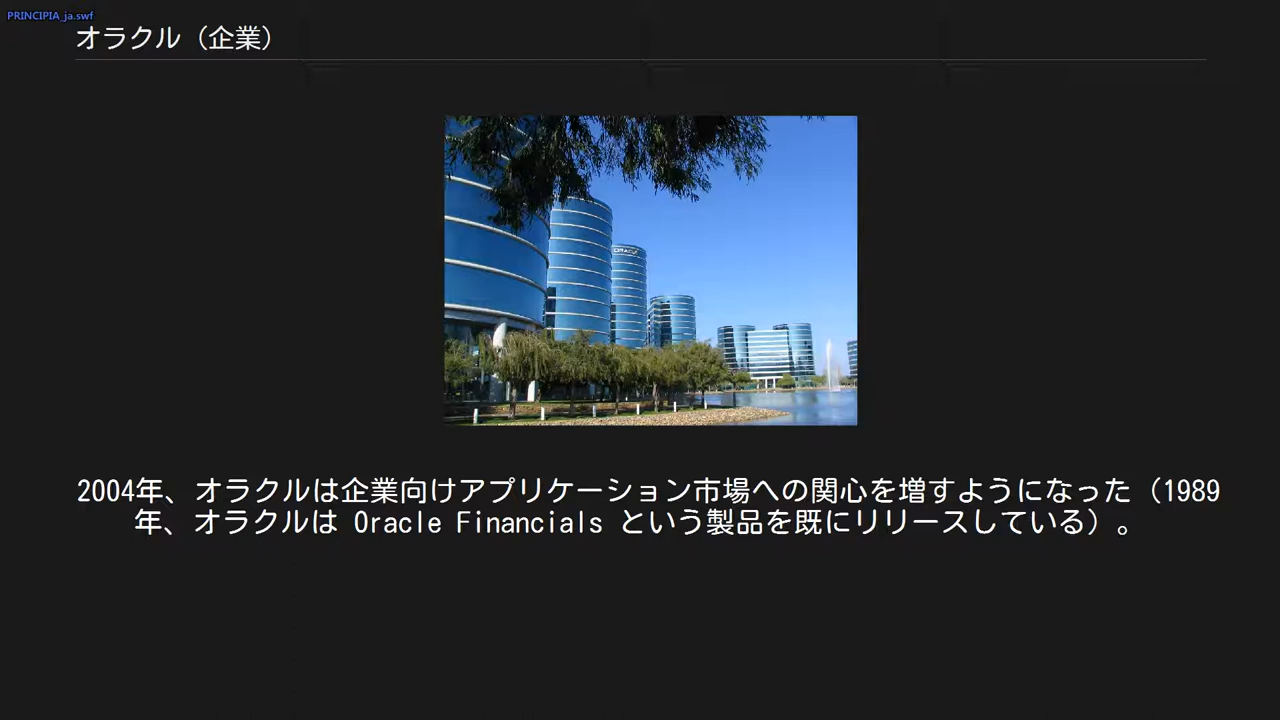 PRINCIPIA_ja.swf
オラクル（企業）
ORACLE
2004年、オラクルは企業向けアプリケーション市場への関心を増すようになった（1989
年、オラクルは Oracle Financials という製品を既にリリースしている）。